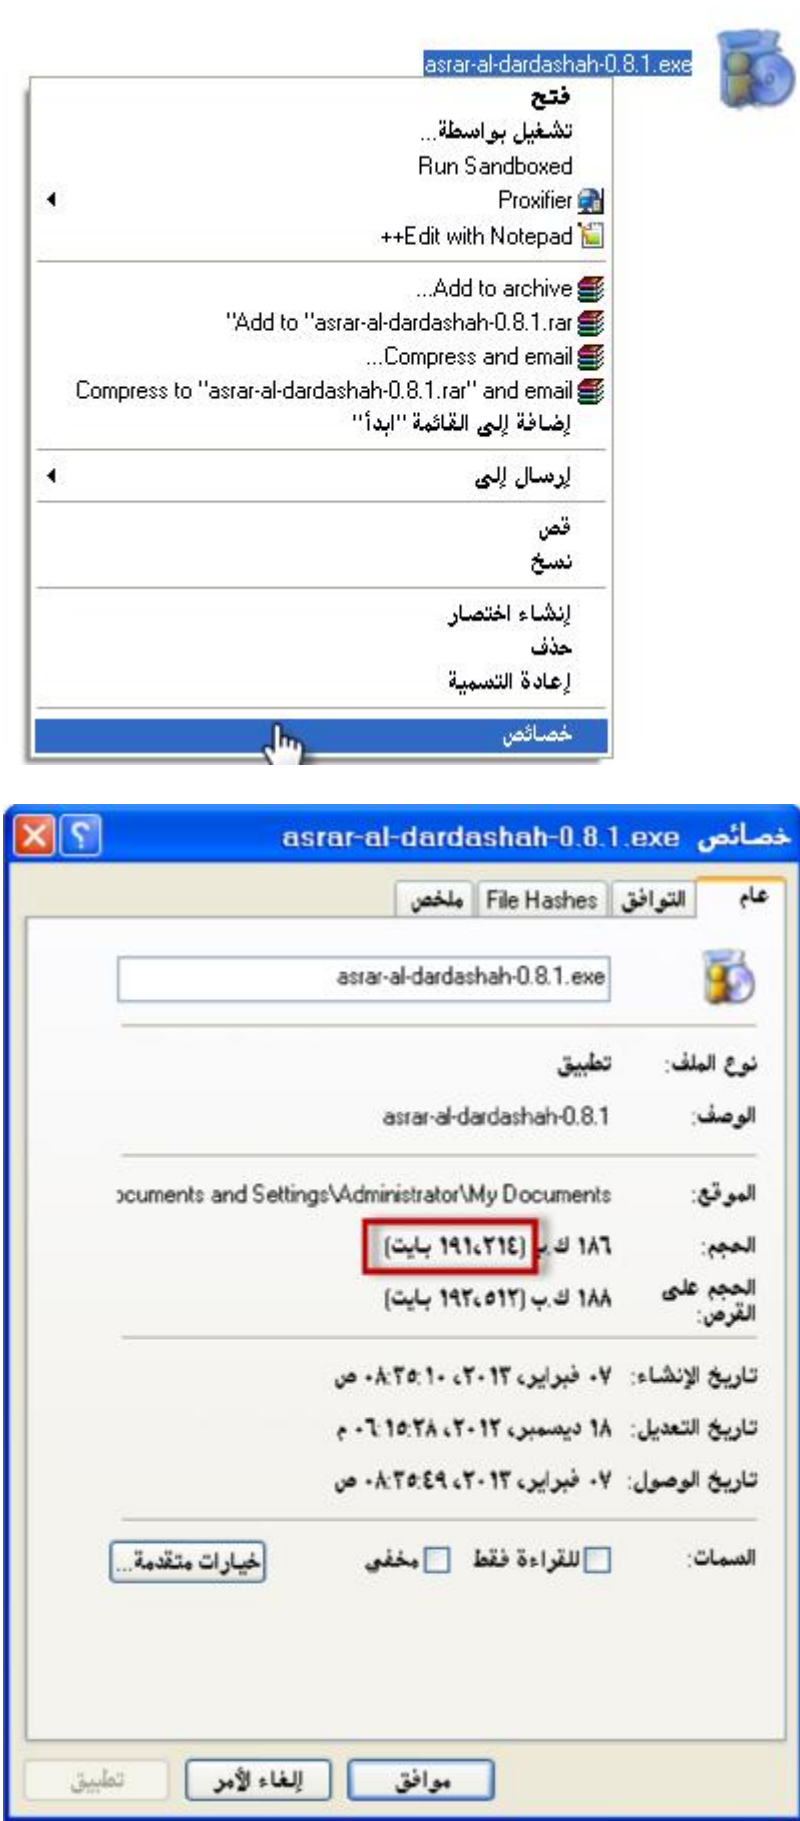 asrar-al-dardashah-0.8.1.exe
فتح
تشغيل بواسطة...
Run Sandboxed
Proxifier
++Edit with Notepad
...Add to archive
"Add to "asrar-al-dardashah-0.8.1.rar
...Compress and email
Compress to "asrar-al-dardashah-0.8.1.rar" and email
إضافة إلى القائمة "ابدأ"
إرسال إلى
قص
نسخ
إنشاء اختصار
حذف
إعادة التسمية
خصائص
خصائص asrar-al-dardashah-0.8.1.exe
عام التوافق File Hashes ملخص
asrar-al-dardashah-0.8.1.exe
نوع الملف: تطبيق
الوصف: asrar-al-dardashah-0.8.1
الموقع: ocuments and Settings\Administrator\My Documents
الحجم: ١٨٦ ك.ب (١٩١،٢١٤ بايت)
الحجم على القرص: ١٨٨ ك.ب (١٩٢،٥١٢ بايت)
تاريخ الإنشاء: ٠٧ فبراير، ٢٠١٣، ٠٨:٢٥:١٠ ص
تاريخ التعديل: ١٨ ديسمبر، ٢٠١٢، ٠٦:١٥:٢٨ م
تاريخ الوصول: ٠٧ فبراير، ٢٠١٣، ٠٨:٢٥:٤٩ ص
السمات: للقراءة فقط مخفي خيارات متقدمة...
موافق إلغاء الأمر تطبيق